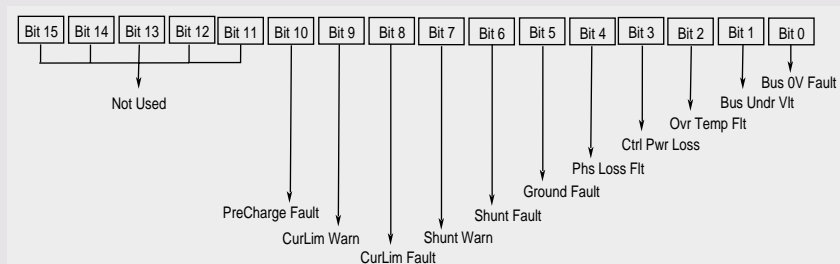 Bit 15 Bit 14 Bit 13 Bit 12 Bit 11 Bit 10 Bit 9 Bit 8 Bit 7 Bit 6 Bit 5 Bit 4 Bit 3 Bit 2 Bit 1 Bit 0
Bus 0V Fault
Not Used
Bus Undr Vlt
Ovr Temp Flt
Ctrl Pwr Loss
Phs Loss Flt
Ground Fault
PreCharge Fault
Shunt Fault
CurLim Warn
Shunt Warn
CurLim Fault